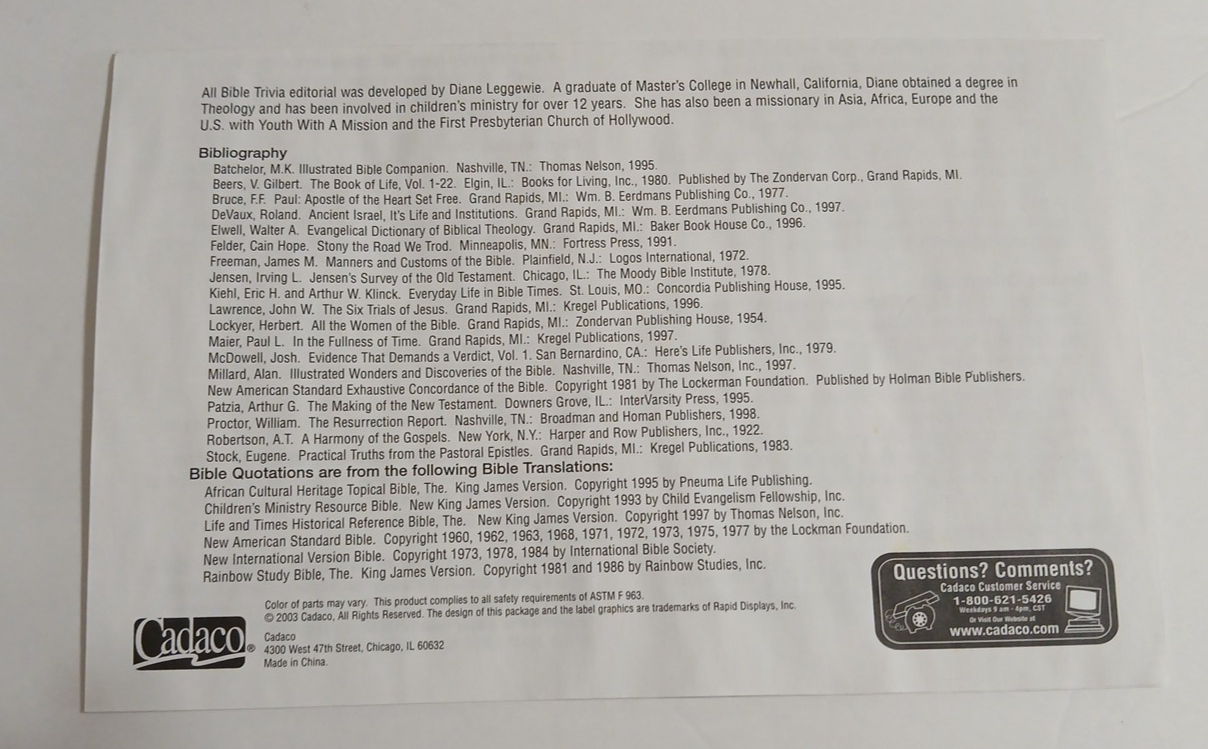 All Bible Trivia editorial was developed by Diane Leggewie. A graduate of Master's College in Newhall, California, Diane obtained a degree in
Theology and has been involved in children's ministry for over 12 years. She has also been a missionary in Asia, Africa, Europe and the
U.S. with Youth With A Mission and the First Presbyterian Church of Hollywood.
Bibliography
Batchelor, M.K. Illustrated Bible Companion. Nashville, TN.: Thomas Nelson, 1995.
Beers, V. Gilbert. The Book of Life, Vol. 1-22. Elgin, IL.: Books for Living, Inc., 1980. Published by The Zondervan Corp., Grand Rapids, MI.
Bruce, F.F. Paul: Apostle of the Heart Set Free. Grand Rapids, MI.: Wm. B. Eerdmans Publishing Co., 1977.
DeVaux, Roland. Ancient Israel, It's Life and Institutions. Grand Rapids, MI.: Wm. B. Eerdmans Publishing Co., 1997.
Elwell, Walter A. Evangelical Dictionary of Biblical Theology. Grand Rapids, MI.: Baker Book House Co., 1996.
Felder, Cain Hope. Stony the Road We Trod. Minneapolis, MN.: Fortress Press, 1991.
Freeman, James M. Manners and Customs of the Bible. Plainfield, N.J.: Logos International, 1972.
Jensen, Irving L. Jensen's Survey of the Old Testament. Chicago, IL.: The Moody Bible Institute, 1978.
Kiehl, Eric H. and Arthur W. Klinck. Everyday Life in Bible Times. St. Louis, MO.: Concordia Publishing House, 1995.
Lawrence, John W. The Six Trials of Jesus. Grand Rapids, MI.: Kregel Publications, 1996.
Lockyer, Herbert. All the Women of the Bible. Grand Rapids, MI.: Zondervan Publishing House, 1954.
Maier, Paul L. In the Fullness of Time. Grand Rapids, MI.: Kregel Publications, 1997.
McDowell, Josh. Evidence That Demands a Verdict, Vol. 1. San Bernardino, CA.: Here's Life Publishers, Inc., 1979.
Millard, Alan. Illustrated Wonders and Discoveries of the Bible. Nashville, TN.: Thomas Nelson, Inc., 1997.
New American Standard Exhaustive Concordance of the Bible. Copyright 1981 by The Lockerman Foundation. Published by Holman Bible Publishers.
Patzia, Arthur G. The Making of the New Testament. Downers Grove, IL.: InterVarsity Press, 1995.
Proctor, William. The Resurrection Report. Nashville, TN.: Broadman and Homan Publishers, 1998.
Robertson, A.T. A Harmony of the Gospels. New York, N.Y.: Harper and Row Publishers, Inc., 1922.
Stock, Eugene. Practical Truths from the Pastoral Epistles. Grand Rapids, MI.: Kregel Publications, 1983.
Bible Quotations are from the following Bible Translations:
African Cultural Heritage Topical Bible, The. King James Version. Copyright 1995 by Pneuma Life Publishing.
Children's Ministry Resource Bible. New King James Version. Copyright 1993 by Child Evangelism Fellowship, Inc.
Life and Times Historical Reference Bible, The. New King James Version. Copyright 1997 by Thomas Nelson, Inc.
New American Standard Bible. Copyright 1960, 1962, 1963, 1968, 1971, 1972, 1973, 1975, 1977 by the Lockman Foundation.
New International Version Bible. Copyright 1973, 1978, 1984 by International Bible Society.
Rainbow Study Bible, The. King James Version. Copyright 1981 and 1986 by Rainbow Studies, Inc.
Color of parts may vary. This product complies to all safety requirements of ASTM F 963.
© 2003 Cadaco, All Rights Reserved. The design of this package and the label graphics are trademarks of Rapid Displays, Inc.
Cadaco®
Cadaco
4300 West 47th Street, Chicago, IL 60632
Made in China.
Questions? Comments?
Cadaco Customer Service
1-800-621-5426
Weekdays 9 am - 4pm, CST
Or Visit Our Website at
www.cadaco.com